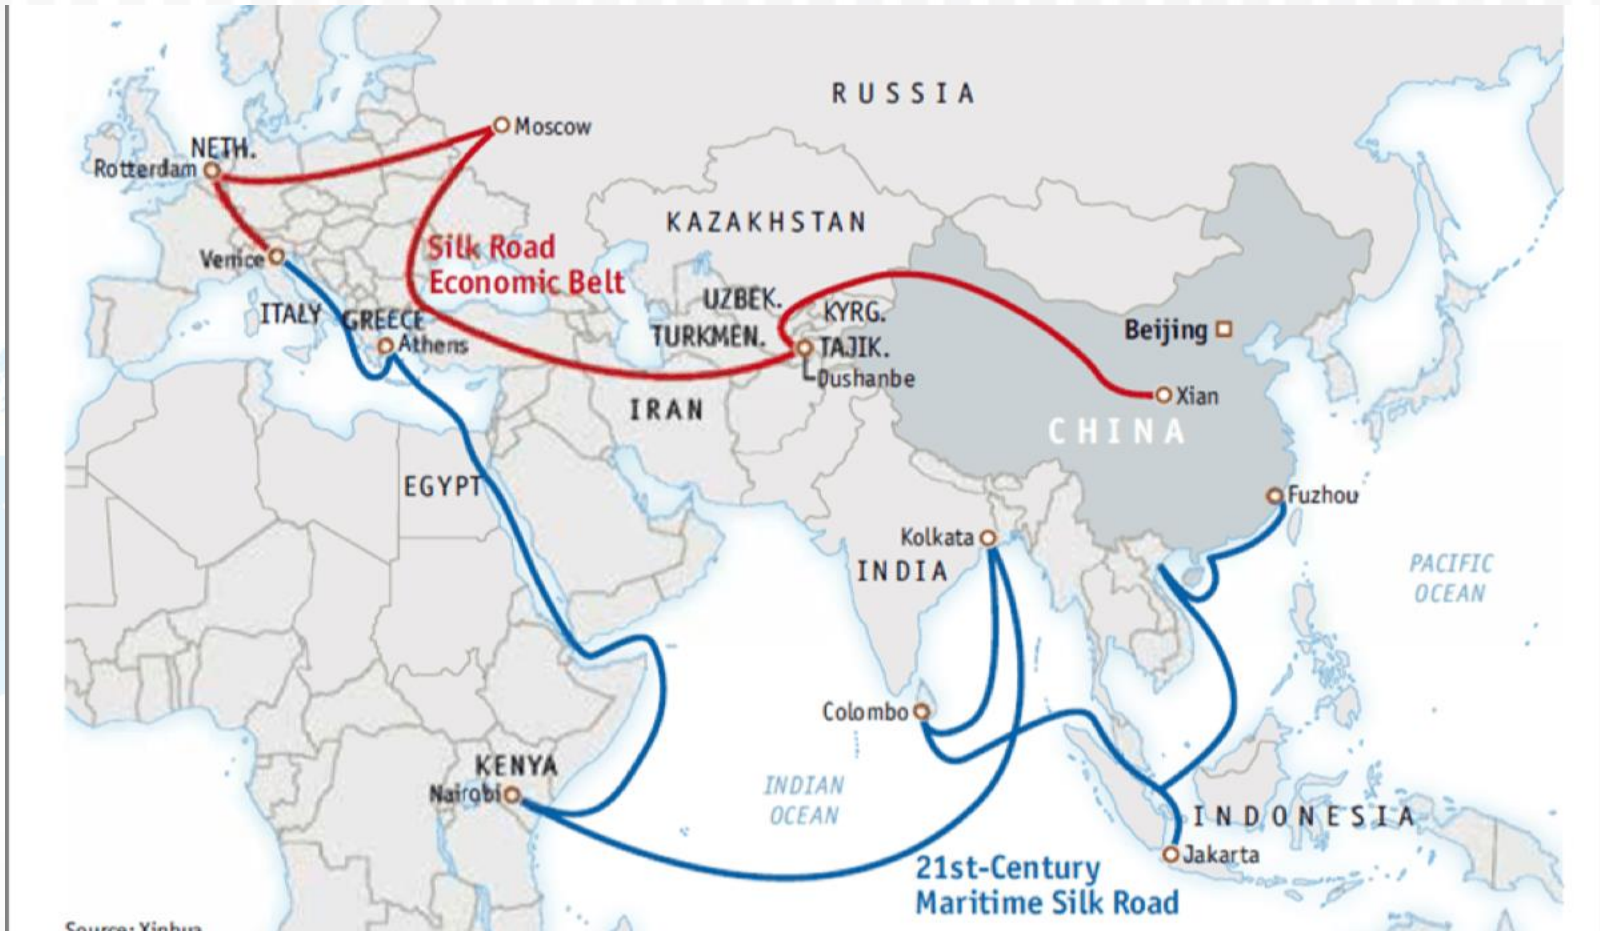 RUSSIA
Moscow
NETH.
Rotterdam
KAZAKHSTAN
Silk Road
Economic Belt
Venice
ITALY
GREECE
Athens
UZBEK.
KYRG.
TURKMEN.
TAJIK.
Dushanbe
Beijing
Xian
IRAN
CHINA
EGYPT
Fuzhou
Kolkata
INDIA
PACIFIC
OCEAN
Colombo
KENYA
Nairobi
INDIAN
OCEAN
INDONESIA
Jakarta
21st-Century
Maritime Silk Road
Source: Xinhua